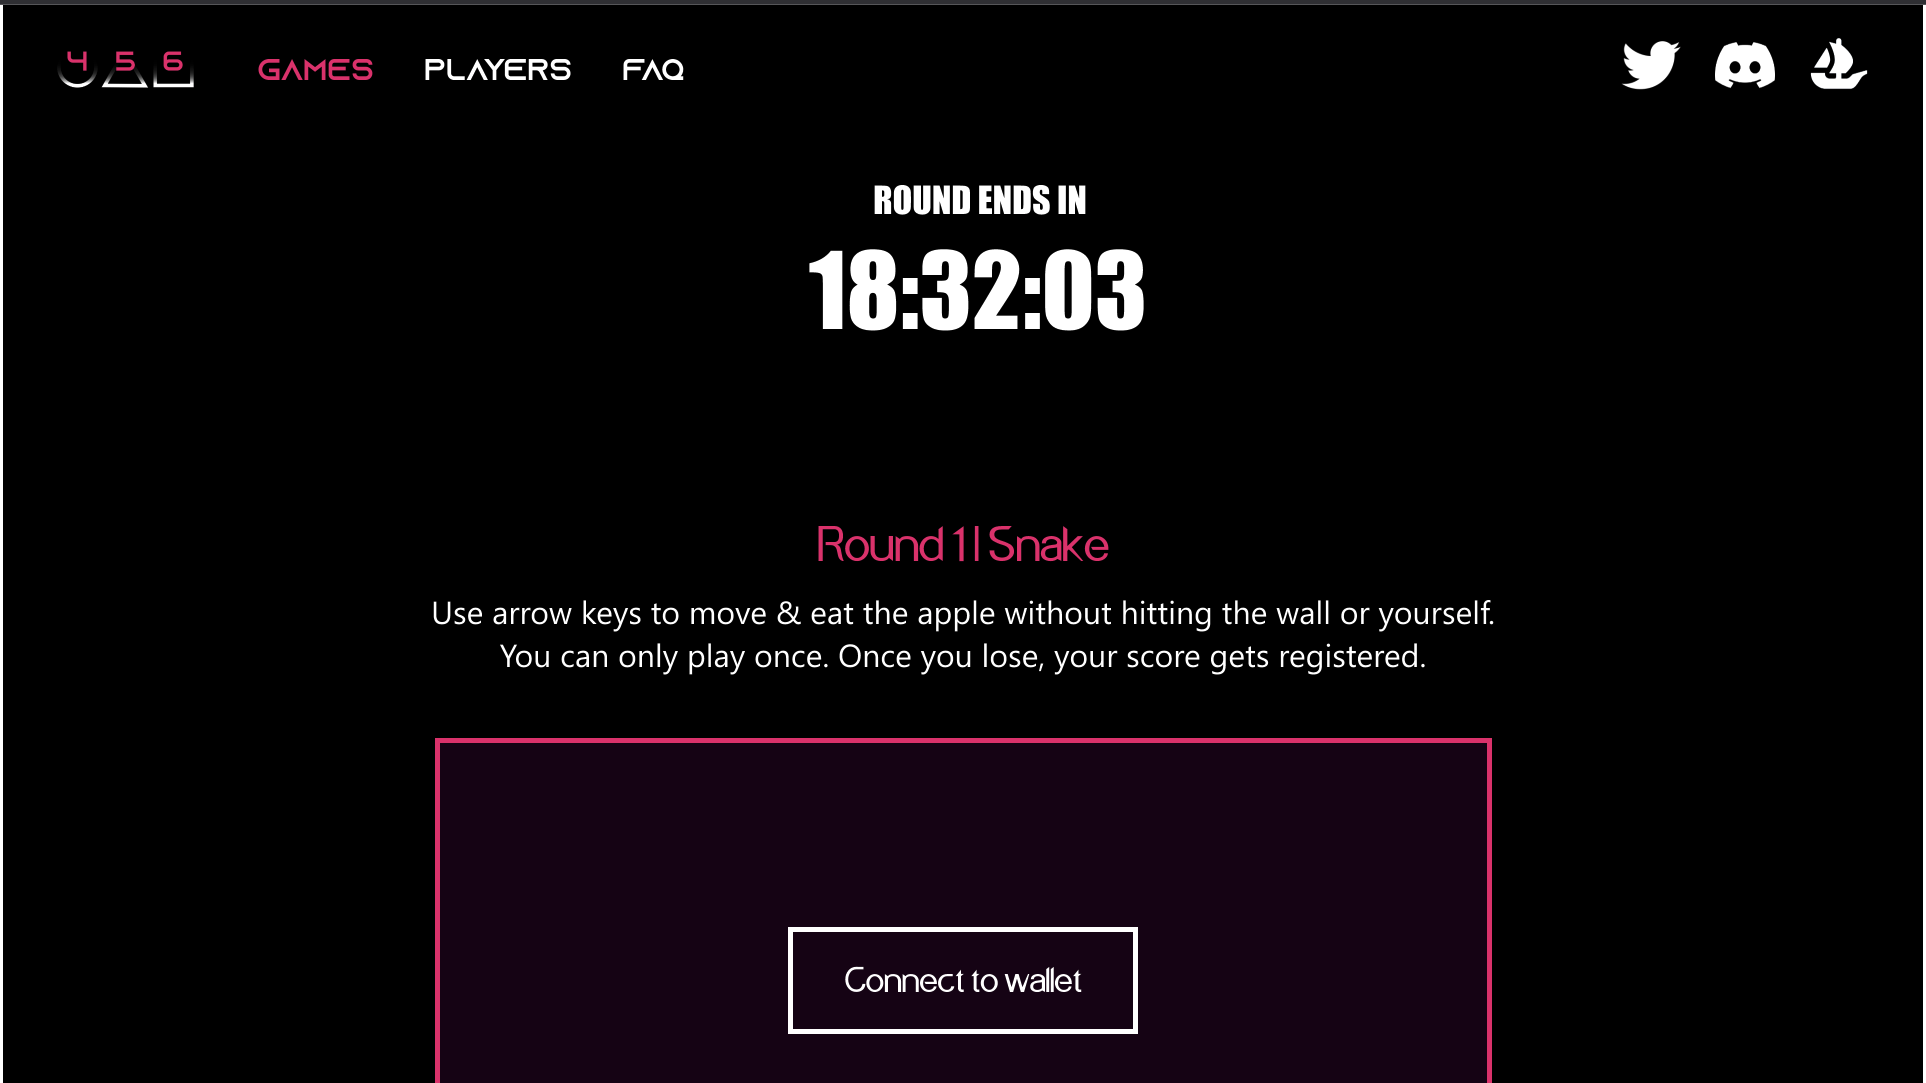 4 5 6
GAMES PLAYERS FAQ
ROUND ENDS IN
18:32:03
Round 1 | Snake
Use arrow keys to move & eat the apple without hitting the wall or yourself.
You can only play once. Once you lose, your score gets registered.
Connect to wallet